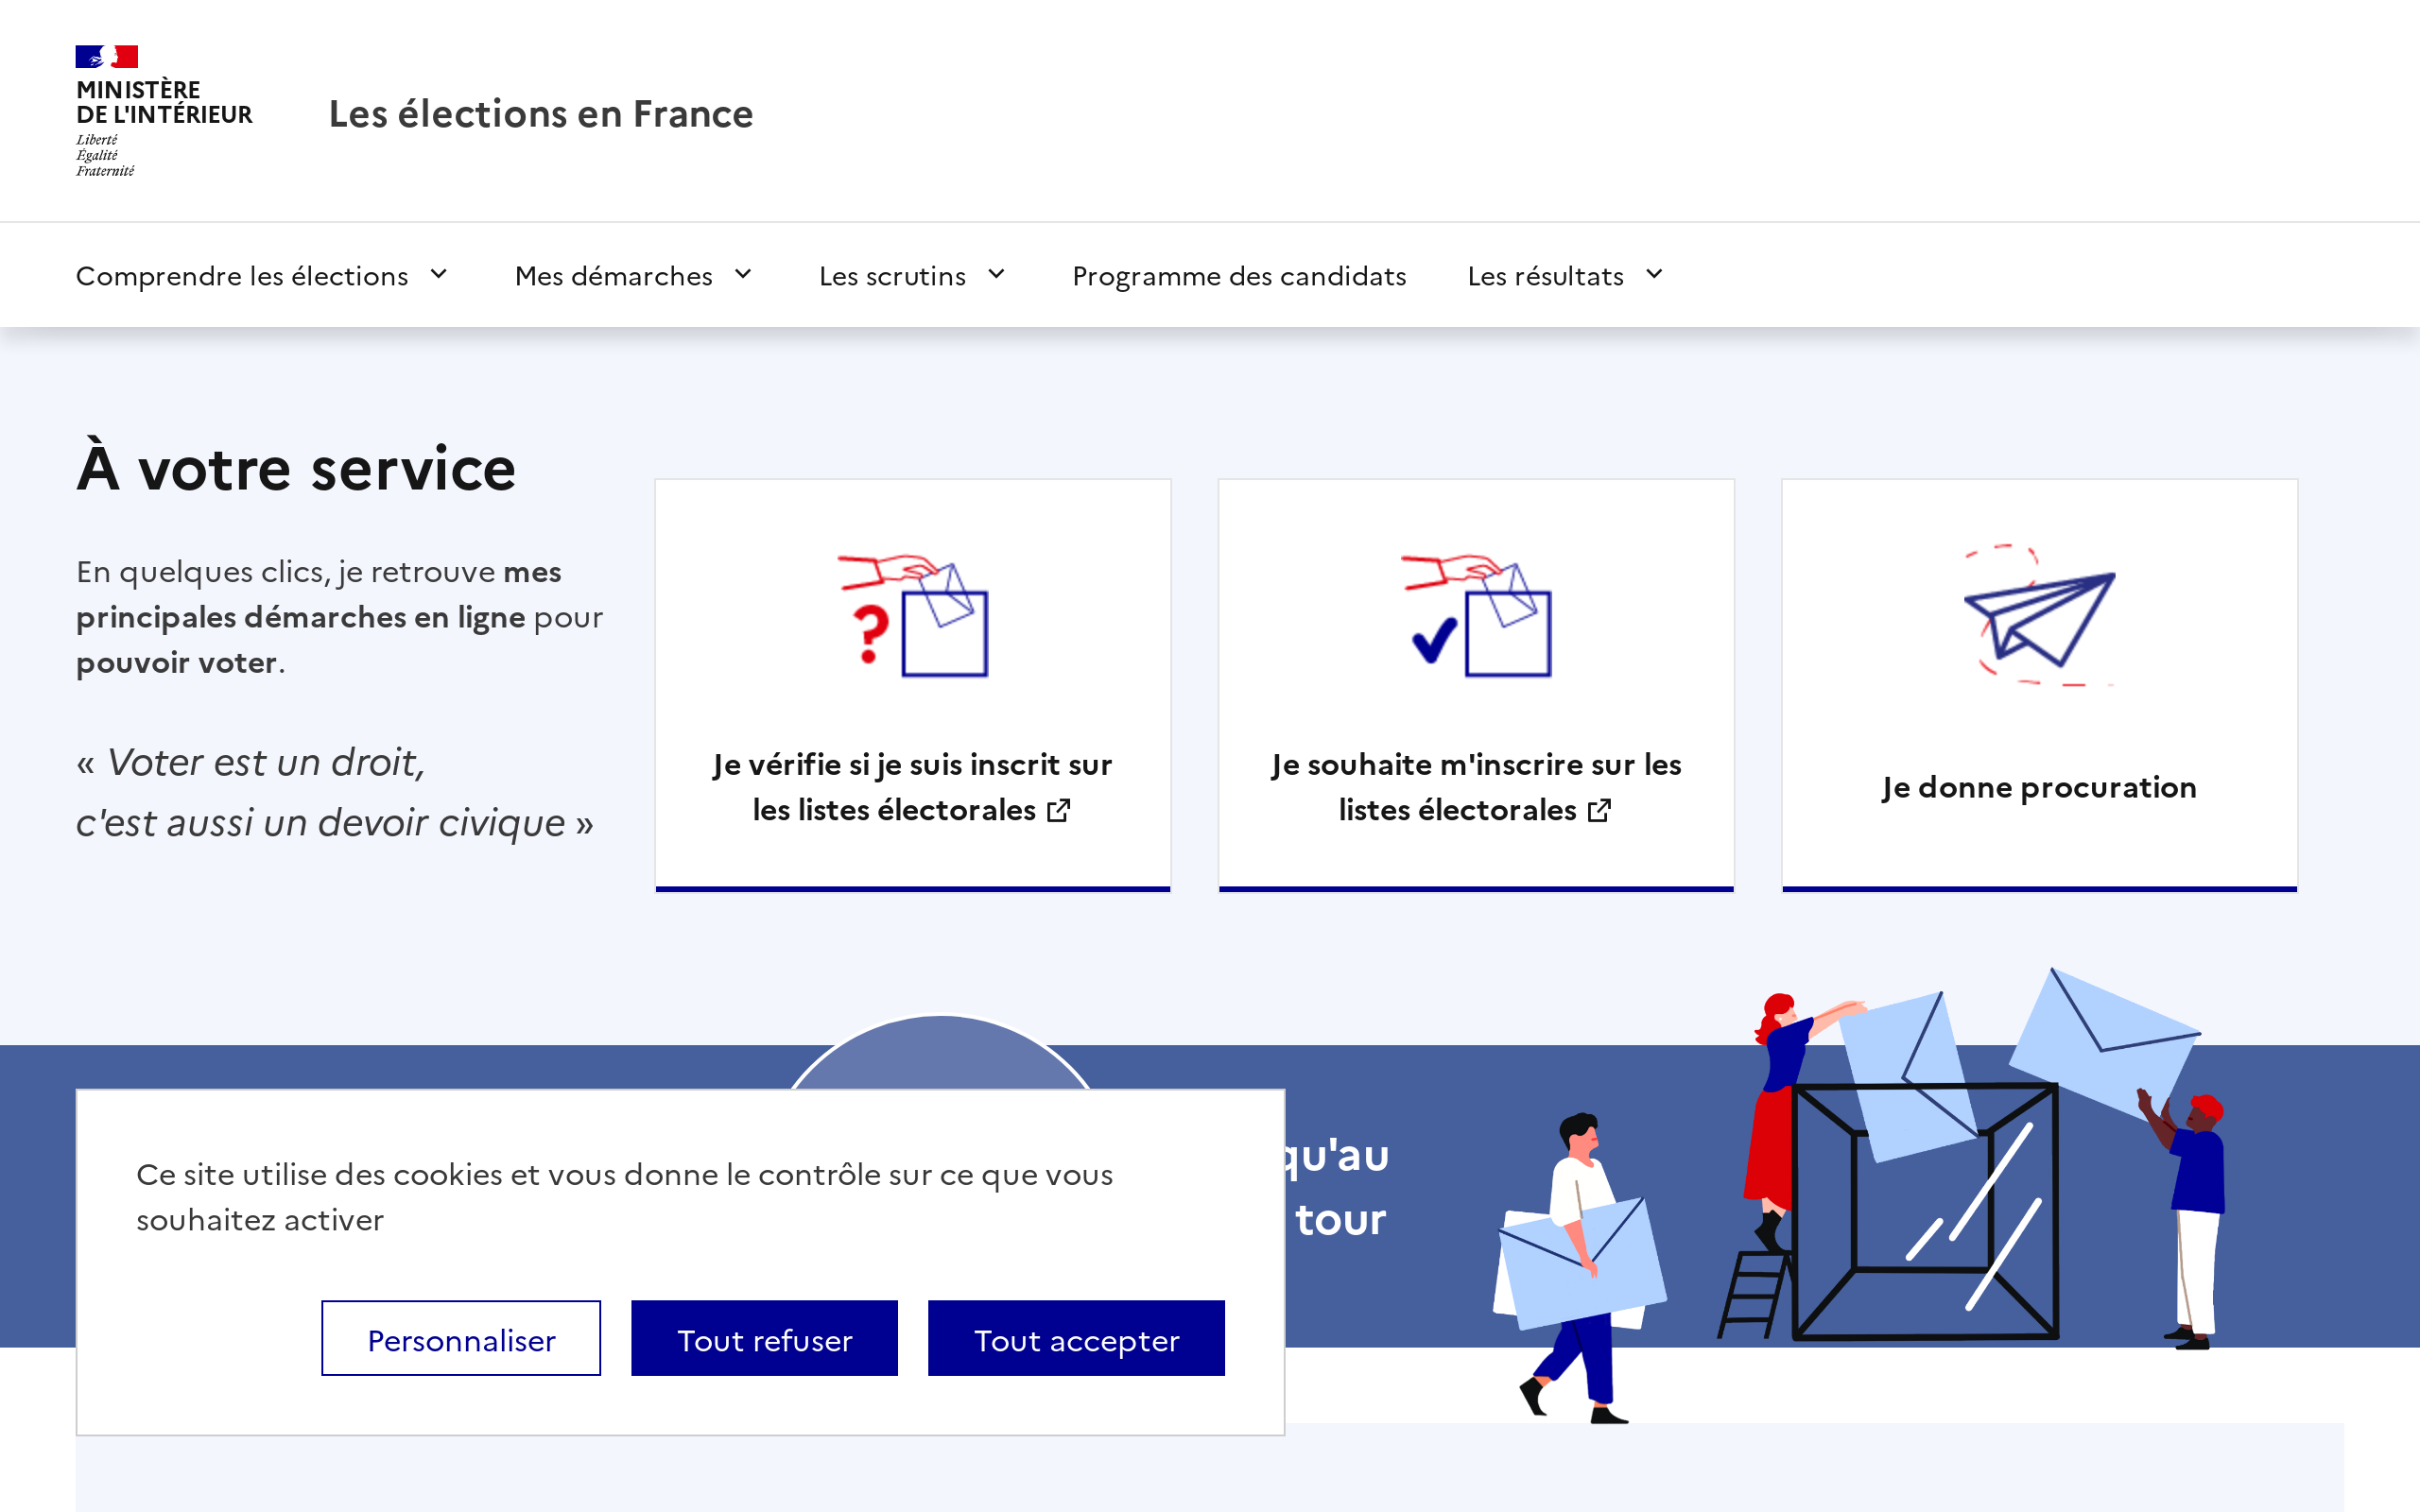 MINISTÈRE
DE L'INTÉRIEUR
Liberté
Égalité
Fraternité
Les élections en France
Comprendre les élections
Mes démarches
Les scrutins
Programme des candidats
Les résultats
À votre service
En quelques clics, je retrouve mes
principales démarches en ligne pour
pouvoir voter.
« Voter est un droit,
c'est aussi un devoir civique »
Je vérifie si je suis inscrit sur
les listes électorales
Je souhaite m'inscrire sur les
listes électorales
Je donne procuration
qu'au
tour
Ce site utilise des cookies et vous donne le contrôle sur ce que vous
souhaitez activer
Personnaliser
Tout refuser
Tout accepter